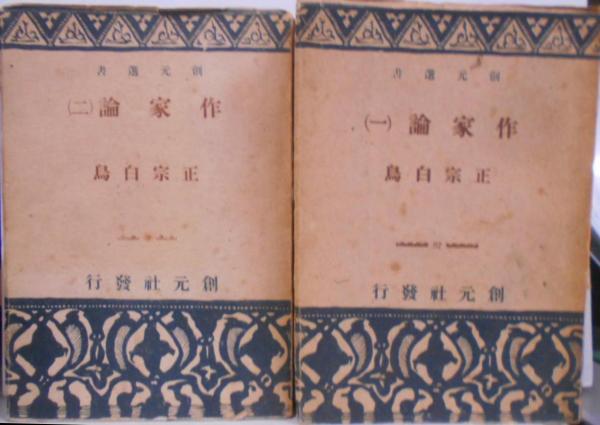 創元選書
作家論(一)
正宗白鳥
創元社發行
創元選書
作家論(二)
正宗白鳥
創元社發行